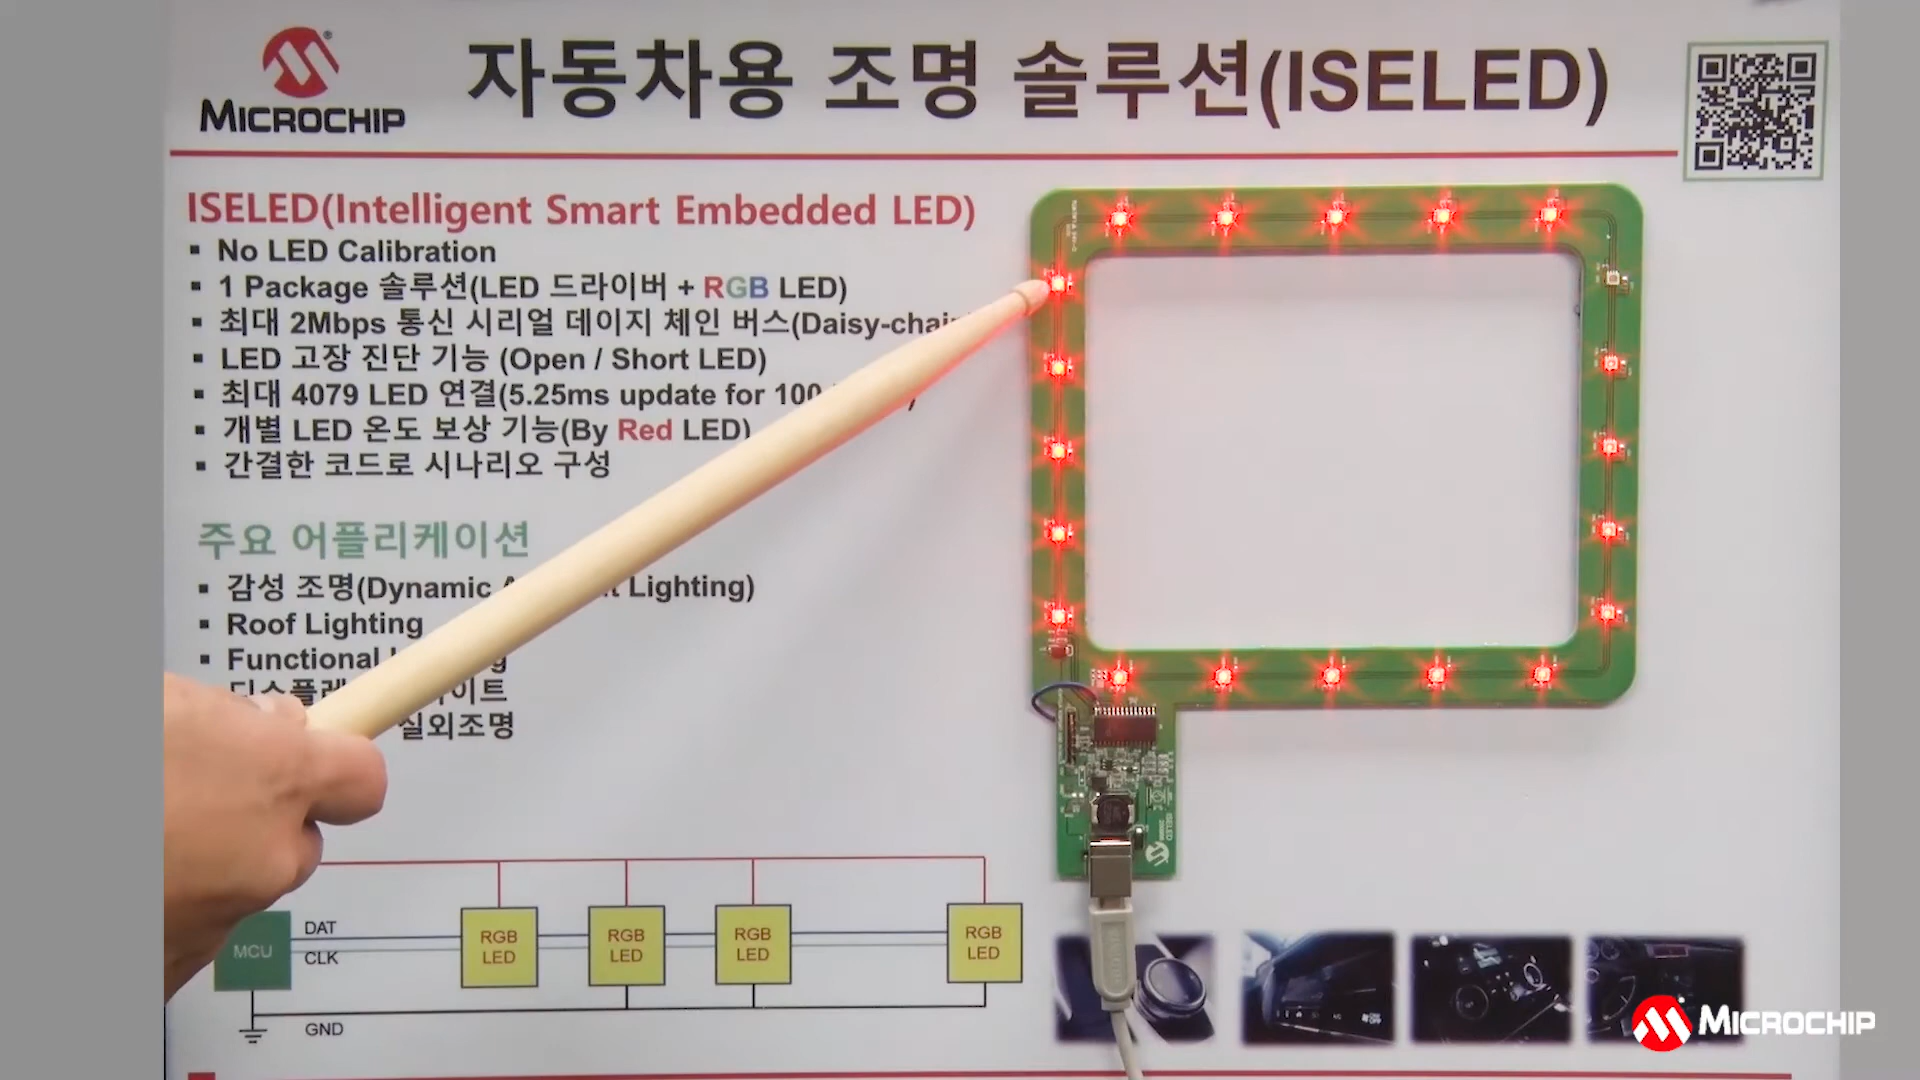 MICROCHIP
자동차용 조명 솔루션(ISELED)
ISELED(Intelligent Smart Embedded LED)
▪ No LED Calibration
▪ 1 Package 솔루션(LED 드라이버 + RGB LED)
▪ 최대 2Mbps 통신 시리얼 데이지 체인 버스(Daisy-chai
▪ LED 고장 진단 기능 (Open / Short LED)
▪ 최대 4079 LED 연결(5.25ms update for 100
▪ 개별 LED 온도 보상 기능(By Red LED)
▪ 간결한 코드로 시나리오 구성
주요 어플리케이션
▪ 감성 조명(Dynamic Lighting)
▪ Roof Lighting
▪ Functional
실외조명
MCU
DAT
CLK
GND
RGB
LED
RGB
LED
RGB
LED
RGB
LED
ISELED
MICROCHIP